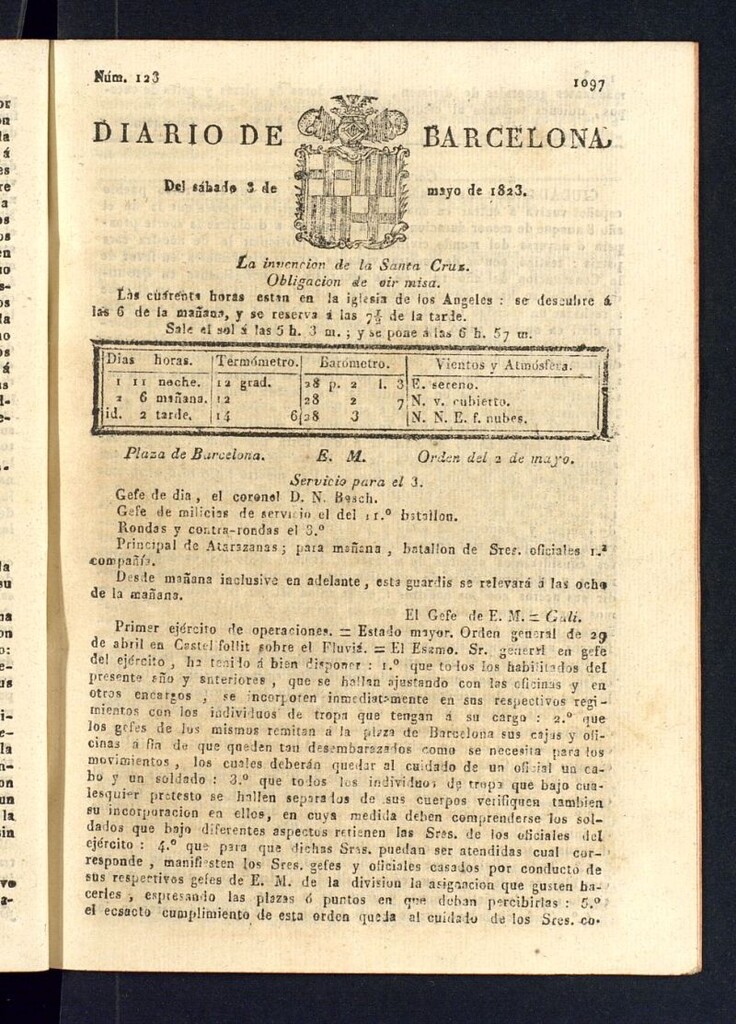 Núm. 123
1097
DIARIO DE BARCELONA,
Del sábado 3 de mayo de 1823.
La invencion de la Santa Cruz.
Obligacion de oir misa.
Las cuarenta horas estan en la iglesia de los Angeles : se descubre á
las 6 de la mañana, y se reserva á las 7½ de la tarde.
Sale el sol á las 5 h. 3 m. ; y se pone á las 6 h. 57 m.
Dias horas. Termómetro. Barómetro. Vientos y Atmósfera.
1 11 noche. 12 grad. 28 p. 2 l. 3 E. sereno.
2 6 mañana. 12 28 2 7 N. v. cubierto.
id. 2 tarde. 14 6 28 3 N. N. E. f. nubes.
Plaza de Barcelona. E. M. Orden del 2 de mayo.
Servicio para el 3.
Gefe de dia, el coronel D. N. Bosch.
Gefe de milicias de servicio el del 11.º batallon.
Rondas y contra-rondas el 3.º
Principal de Atarazanas; para mañana, batallon de Sres. oficiales 1.ª
compañía.
Desde mañana inclusive en adelante, esta guardia se relevará á las ocho
de la mañana.
El Gefe de E. M. = Gali.
Primer ejército de operaciones. = Estado mayor. Orden general de 29
de abril en Castelfollit sobre el Fluviá. = El Escmo. Sr. general en gefe
del ejército, ha tenido á bien disponer : 1.º que todos los habilitados del
presente año y anteriores, que se hallan ajustando con las oficinas y en
otros encargos, se incorporen inmediatamente en sus respectivos regi-
mientos con los individuos de tropa que tengan á su cargo : 2.º que
los gefes de los mismos remitan á la plaza de Barcelona sus cajas y ofi-
cinas á fin de que queden tan desembarazados como se necesita para los
movimientos, los cuales deberán quedar al cuidado de un oficial un ca-
bo y un soldado : 3.º que todos los individuos de tropa que bajo cua-
lesquier pretesto se hallen separados de sus cuerpos verifiquen tambien
su incorporacion en ellos, en cuya medida deben comprenderse los sol-
dados que bajo diferentes aspectos retienen las Sras. de los oficiales del
ejército : 4.º que para que dichas Sras. puedan ser atendidas cual cor-
responde, manifiesten los Sres. gefes y oficiales casados por conducto de
sus respectivos gefes de E. M. de la division la asignacion que gusten ha-
cerles, espresando las plazas ó puntos en que deban percibirlas : 5.º
el ecsacto cumplimiento de esta orden queda al cuidado de los Sres. co-